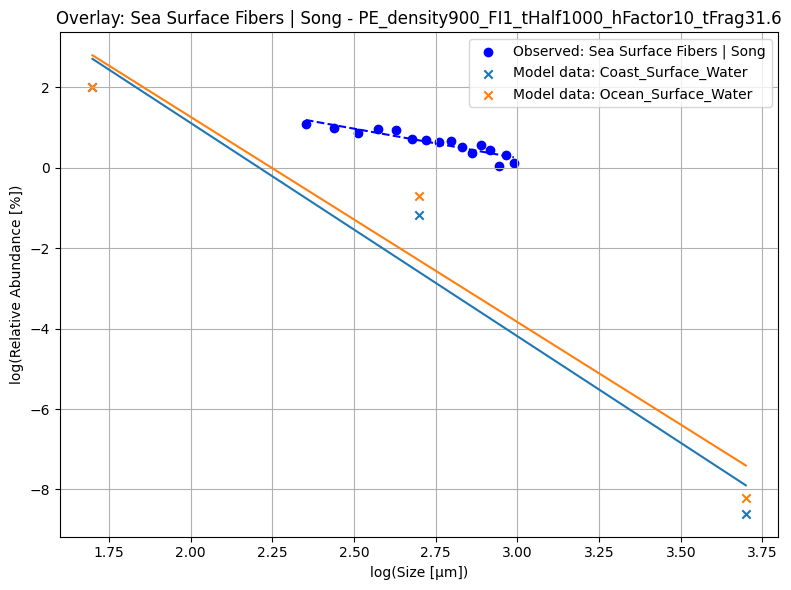 Overlay: Sea Surface Fibers | Song - PE_density900_FI1_tHalf1000_hFactor10_tFrag31.6
Observed: Sea Surface Fibers | Song
Model data: Coast_Surface_Water
Model data: Ocean_Surface_Water
log(Relative Abundance [%])
2
0
−2
−4
−6
−8
1.75 2.00 2.25 2.50 2.75 3.00 3.25 3.50 3.75
log(Size [µm])